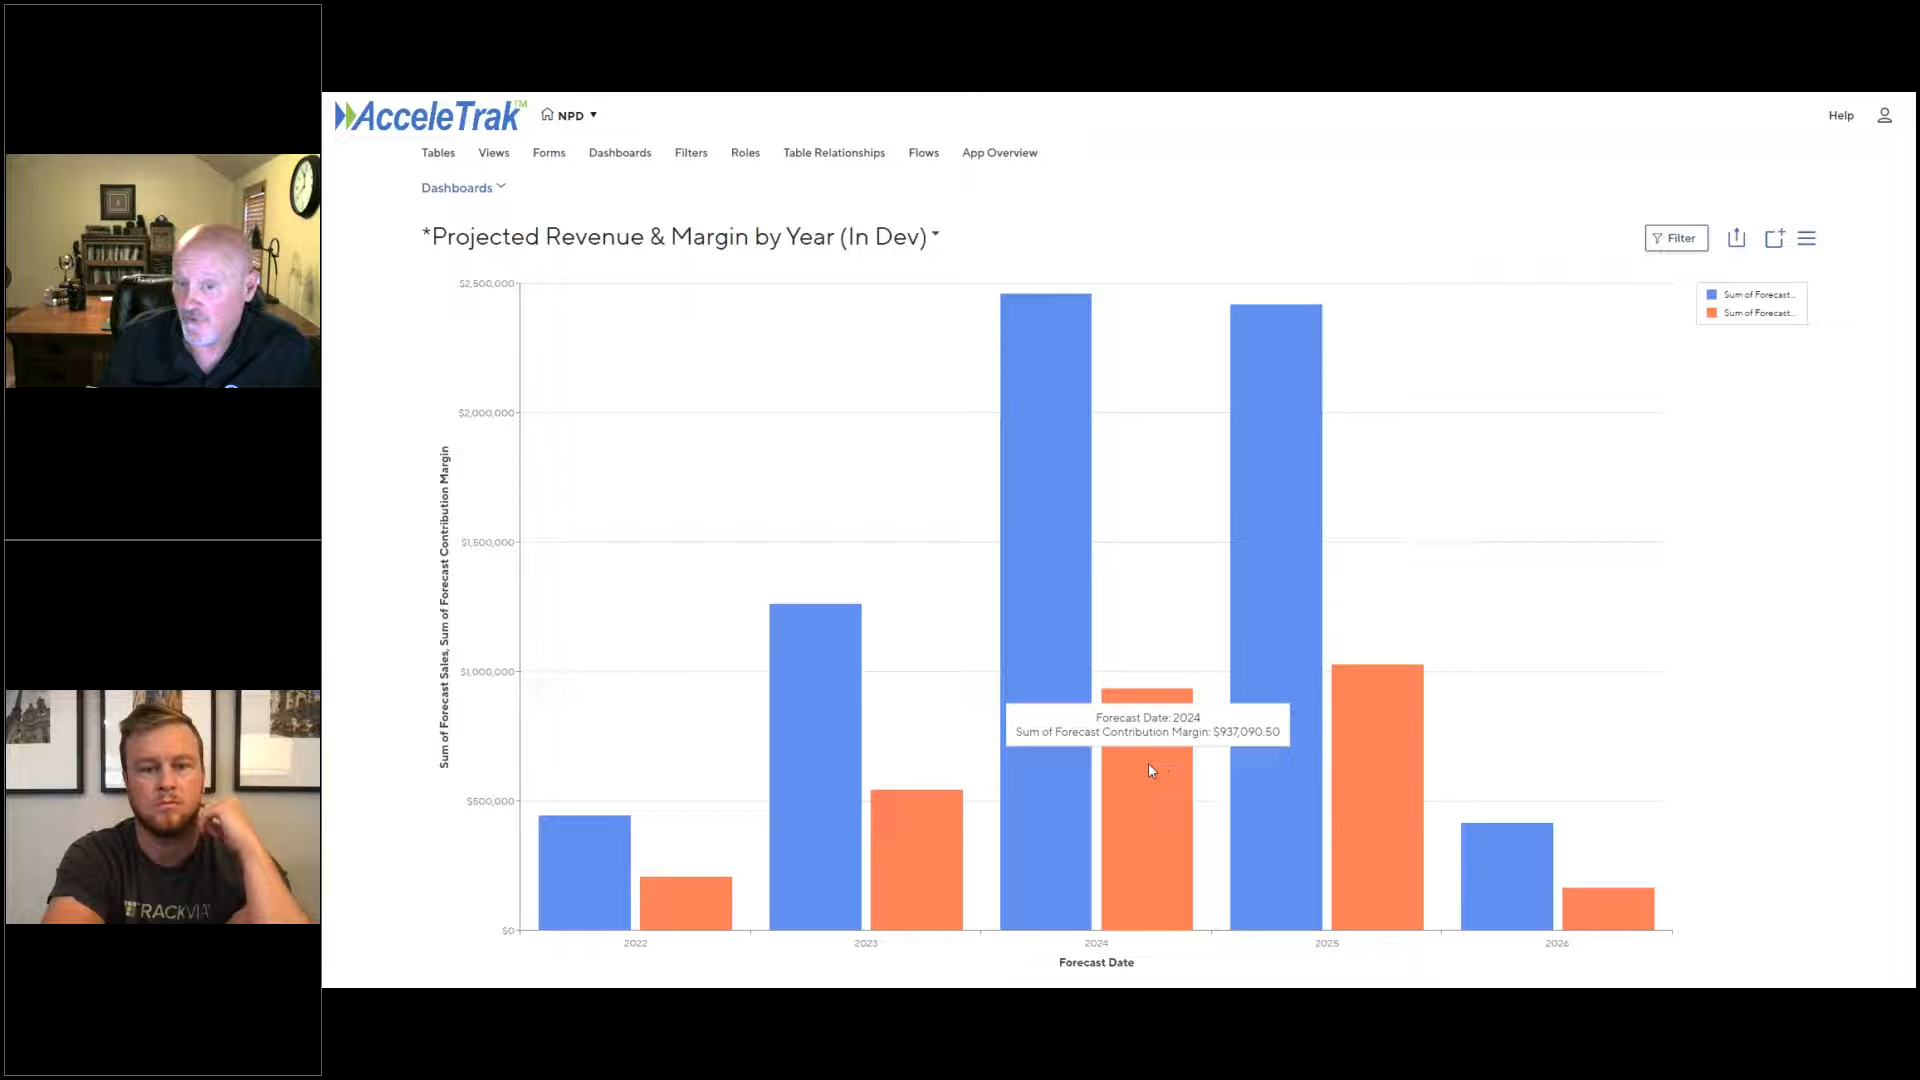 AcceleTrak™
NPD
Help
Tables Views Forms Dashboards Filters Roles Table Relationships Flows App Overview
Dashboards
*Projected Revenue & Margin by Year (In Dev)
Filter
Sum of Forecast...
Sum of Forecast...
Sum of Forecast Sales, Sum of Forecast Contribution Margin
$2,500,000
$2,000,000
$1,500,000
$1,000,000
$500,000
$0
Forecast Date: 2024
Sum of Forecast Contribution Margin: $937,090.50
2022 2023 2024 2025 2026
Forecast Date
TRACKVIA